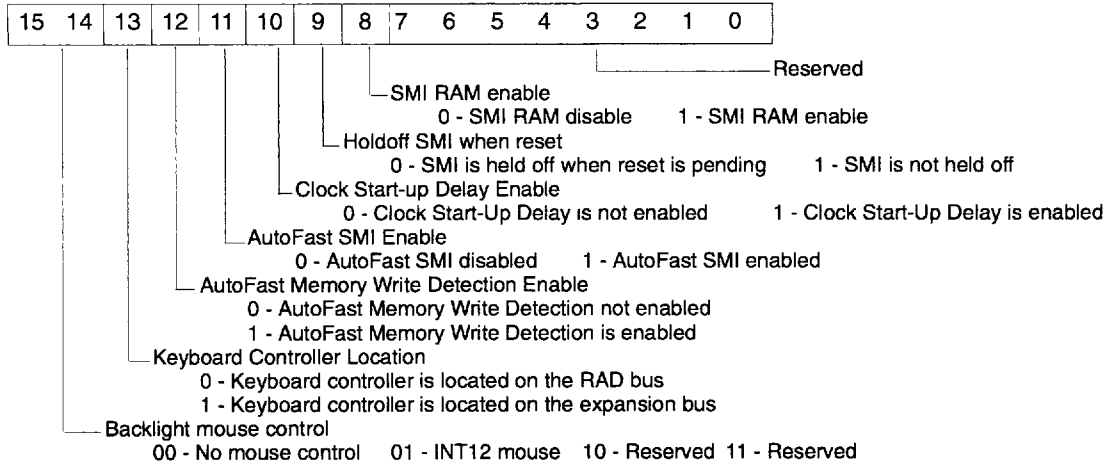 15 14 13 12 11 10 9 8 7 6 5 4 3 2 1 0
Reserved
SMI RAM enable
0 - SMI RAM disable 1 - SMI RAM enable
Holdoff SMI when reset
0 - SMI is held off when reset is pending 1 - SMI is not held off
Clock Start-up Delay Enable
0 - Clock Start-Up Delay is not enabled 1 - Clock Start-Up Delay is enabled
AutoFast SMI Enable
0 - AutoFast SMI disabled 1 - AutoFast SMI enabled
AutoFast Memory Write Detection Enable
0 - AutoFast Memory Write Detection not enabled
1 - AutoFast Memory Write Detection is enabled
Keyboard Controller Location
0 - Keyboard controller is located on the RAD bus
1 - Keyboard controller is located on the expansion bus
Backlight mouse control
00 - No mouse control 01 - INT12 mouse 10 - Reserved 11 - Reserved